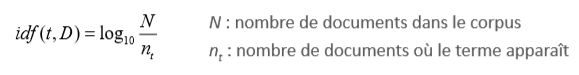 idf(t, D) = log₁₀ N / nₜ
N : nombre de documents dans le corpus
nₜ : nombre de documents où le terme apparaît